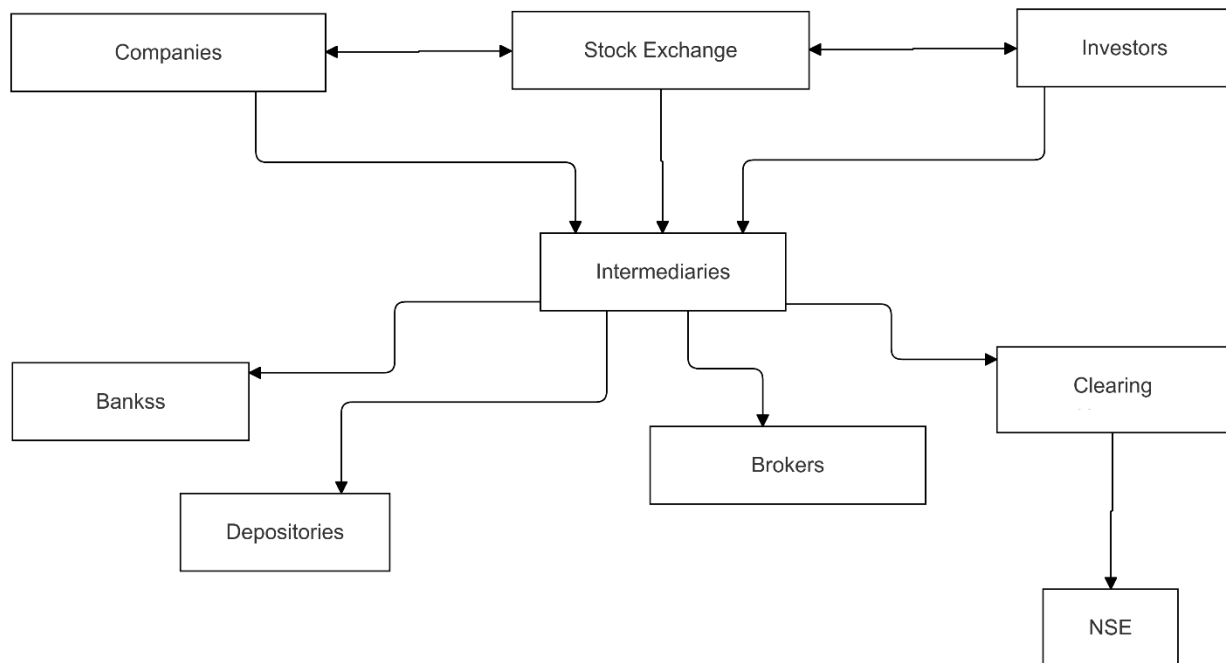 Companies
Stock Exchange
Investors
Intermediaries
Bankss
Clearing
Brokers
Depositories
NSE